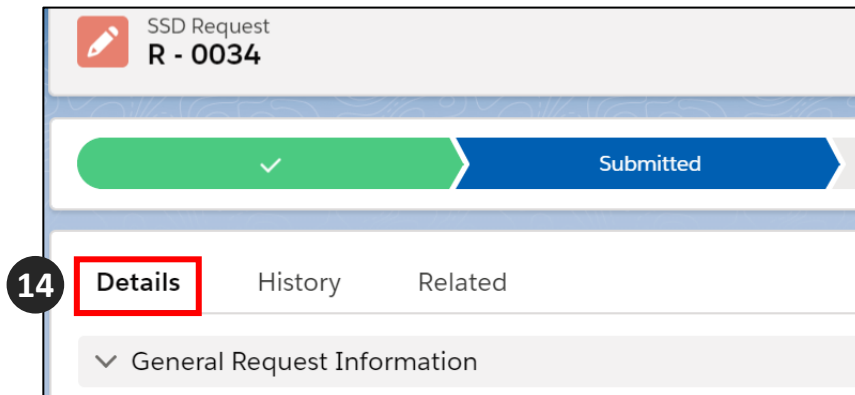 SSD Request
R - 0034
Submitted
14 Details History Related
General Request Information